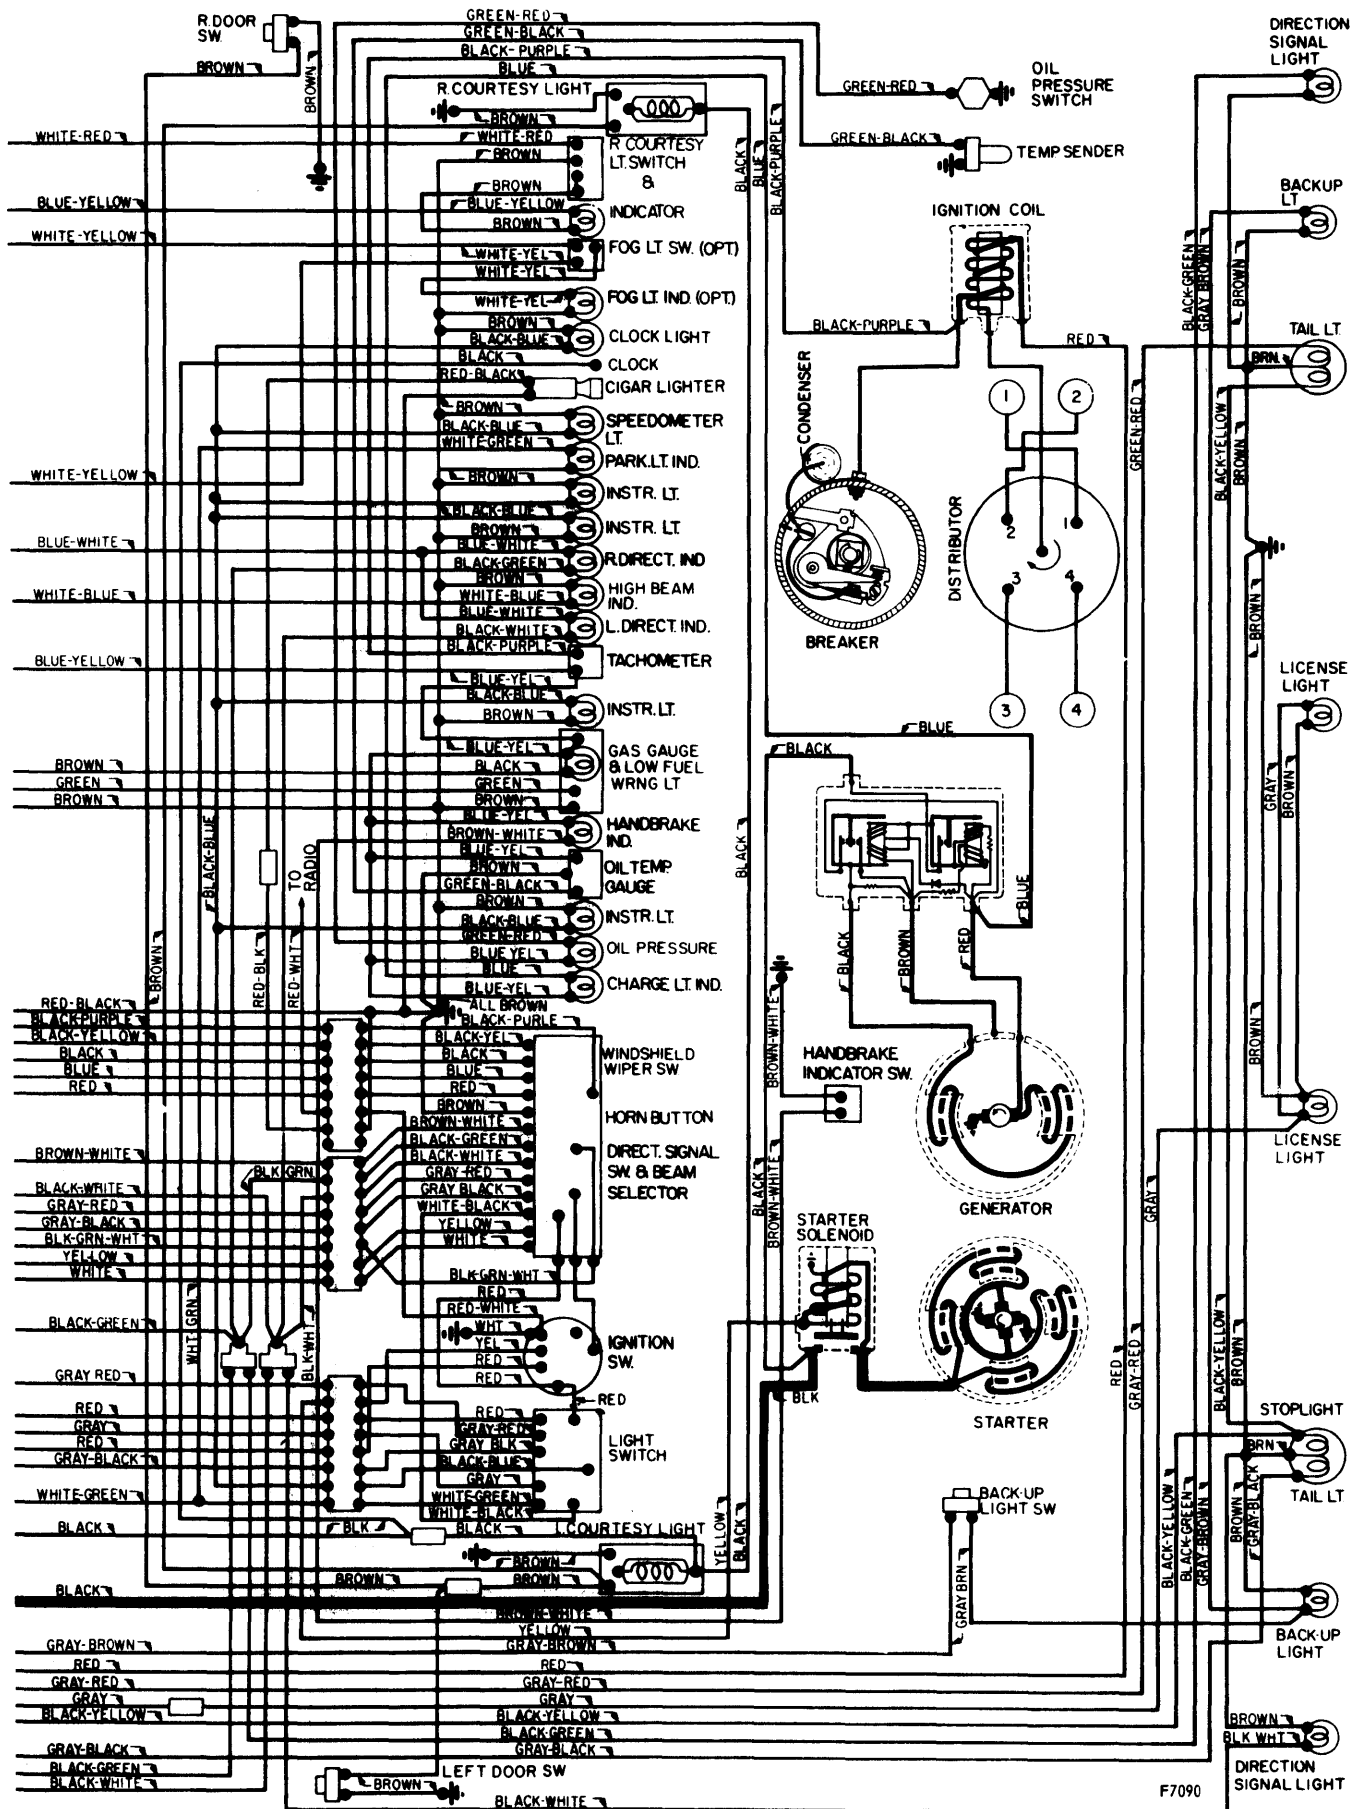 R. DOOR
SW.
BROWN
BROWN
GREEN-RED
GREEN-BLACK
BLACK-PURPLE
BLUE
R. COURTESY LIGHT
BROWN
WHITE-RED
WHITE-RED
BROWN
R COURTESY
LT. SWITCH
&
BROWN
BLUE-YELLOW
BLUE-YELLOW
BROWN
INDICATOR
WHITE-YELLOW
WHITE-YEL
FOG LT SW. (OPT.)
WHITE-YEL
WHITE-YEL
FOG LT. IND. (OPT.)
BROWN
BLACK-BLUE
CLOCK LIGHT
BLACK
CLOCK
RED-BLACK
CIGAR LIGHTER
BROWN
BLACK-BLUE
SPEEDOMETER
LT.
WHITE-GREEN
PARK. LT. IND.
WHITE-YELLOW
BROWN
INSTR. LT.
BLACK-BLUE
BROWN
INSTR. LT.
BLUE-WHITE
BLUE-WHITE
BLACK-GREEN
R. DIRECT. IND
BROWN
WHITE-BLUE
WHITE-BLUE
HIGH BEAM
IND.
BLUE-WHITE
BLACK-WHITE
L. DIRECT. IND.
BLACK-PURPLE
BLUE-YELLOW
TACHOMETER
BLUE-YEL
BLACK-BLUE
BROWN
INSTR. LT.
BLUE-YEL
BROWN
BLACK
GREEN
GREEN
BROWN
BROWN
GAS GAUGE
& LOW FUEL
WRNG LT
BLUE-YEL
BROWN-WHITE
HANDBRAKE
IND.
BLUE-YEL
BROWN
GREEN-BLACK
OIL TEMP.
GAUGE
BROWN
BLACK-BLUE
INSTR. LT.
GREEN-RED
BLUE YEL
OIL PRESSURE
BLUE
BLUE-YEL
CHARGE LT. IND.
ALL BROWN
BLACK-BLUE
TO
RADIO
BROWN
RED-BLK
RED-WHT
RED-BLACK
BLACK-PURPLE
BLACK-YELLOW
BLACK
BLUE
RED
BLACK-PURLE
BLACK-YEL
BLACK
BLUE
RED
BROWN
BROWN-WHITE
BLACK-GREEN
BLACK-WHITE
GRAY-RED
GRAY BLACK
WHITE-BLACK
YELLOW
WHITE
WINDSHIELD
WIPER SW
HORN BUTTON
DIRECT. SIGNAL
SW. & BEAM
SELECTOR
BROWN-WHITE
BLK-GRN
BLACK-WHITE
GRAY-RED
GRAY-BLACK
BLK-GRN-WHT
YELLOW
WHITE
BLK-GRN-WHT
RED
RED-WHITE
WHT
YEL
RED
RED
IGNITION
SW.
RED
BLACK-GREEN
WHT GRN
BLK-WHT
GRAY RED
RED
GRAY
RED
GRAY-BLACK
WHITE-GREEN
RED
GRAY-RED
GRAY BLK
BLACK-BLUE
GRAY
WHITE-GREEN
WHITE-BLACK
LIGHT
SWITCH
BLACK
BLK
BLACK
L. COURTESY LIGHT
BROWN
BROWN
BROWN
BLACK
BROWN-WHITE
YELLOW
GRAY-BROWN
GRAY-BROWN
RED
RED
GRAY-RED
GRAY-RED
GRAY
GRAY
BLACK-YELLOW
BLACK-YELLOW
BLACK-GREEN
GRAY-BLACK
GRAY-BLACK
BLACK-GREEN
BLACK-WHITE
LEFT DOOR SW
BROWN
BLACK-WHITE
BLACK
BLUE
BLACK-PURPLE
GREEN-RED
OIL
PRESSURE
SWITCH
GREEN-BLACK
TEMP SENDER
IGNITION COIL
BLACK-PURPLE
RED
CONDENSER
BREAKER
DISTRIBUTOR
1
2
2
1
3
4
3
4
BLUE
BLACK
BLACK
BLUE
BLACK
BROWN
RED
BROWN-WHITE
HANDBRAKE
INDICATOR SW.
GENERATOR
BLACK
BROWN-WHITE
STARTER
SOLENOID
BLK
STARTER
YELLOW
BLACK
BACK-UP
LIGHT SW
GRAY BRN
DIRECTION
SIGNAL
LIGHT
BACKUP
LT
BLACK-GREEN
GRAY BROWN
BROWN
TAIL LT.
BRN.
GREEN-RED
BLACK-YELLOW
BROWN
BROWN
LICENSE
LIGHT
GRAY
BROWN
BROWN
LICENSE
LIGHT
GRAY
RED
GRAY-RED
BLACK-YELLOW
BROWN
STOPLIGHT
BRN
TAIL LT
BLACK-YELLOW
BLACK-GREEN
GRAY-BROWN
BROWN
GRAY-BLACK
BACK-UP
LIGHT
BROWN
BLK WHT
DIRECTION
SIGNAL LIGHT
F7090